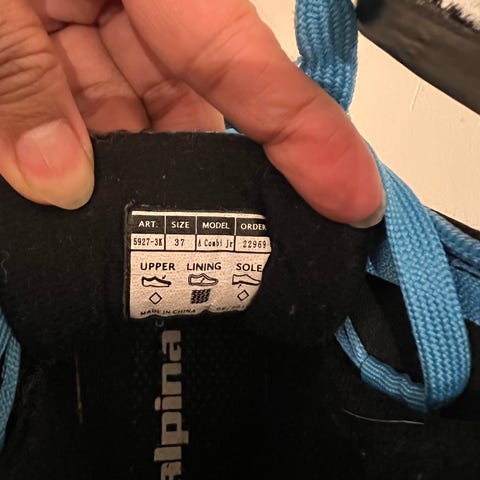 ART. SIZE MODEL ORDER
5927-3K 37 A Combi jr 22969
UPPER LINING SOLE
MADE IN CHINA
alpina